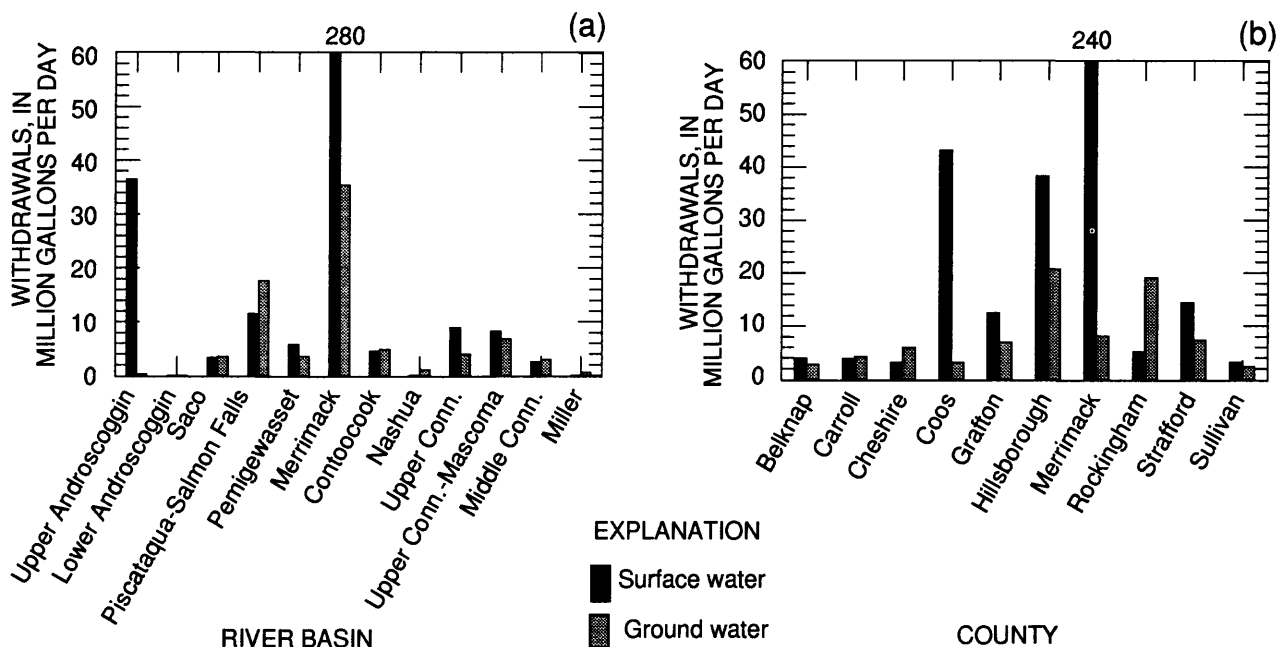 280
(a)
WITHDRAWALS, IN
MILLION GALLONS PER DAY
60
50
40
30
20
10
0
Upper Androscoggin
Lower Androscoggin
Saco
Piscataqua-Salmon Falls
Pemigewasset
Merrimack
Contoocook
Nashua
Upper Conn.
Upper Conn.-Mascoma
Middle Conn.
Miller
RIVER BASIN
240
(b)
WITHDRAWALS, IN
MILLION GALLONS PER DAY
60
50
40
30
20
10
0
Belknap
Carroll
Cheshire
Coos
Grafton
Hillsborough
Merrimack
Rockingham
Strafford
Sullivan
COUNTY
EXPLANATION
Surface water
Ground water